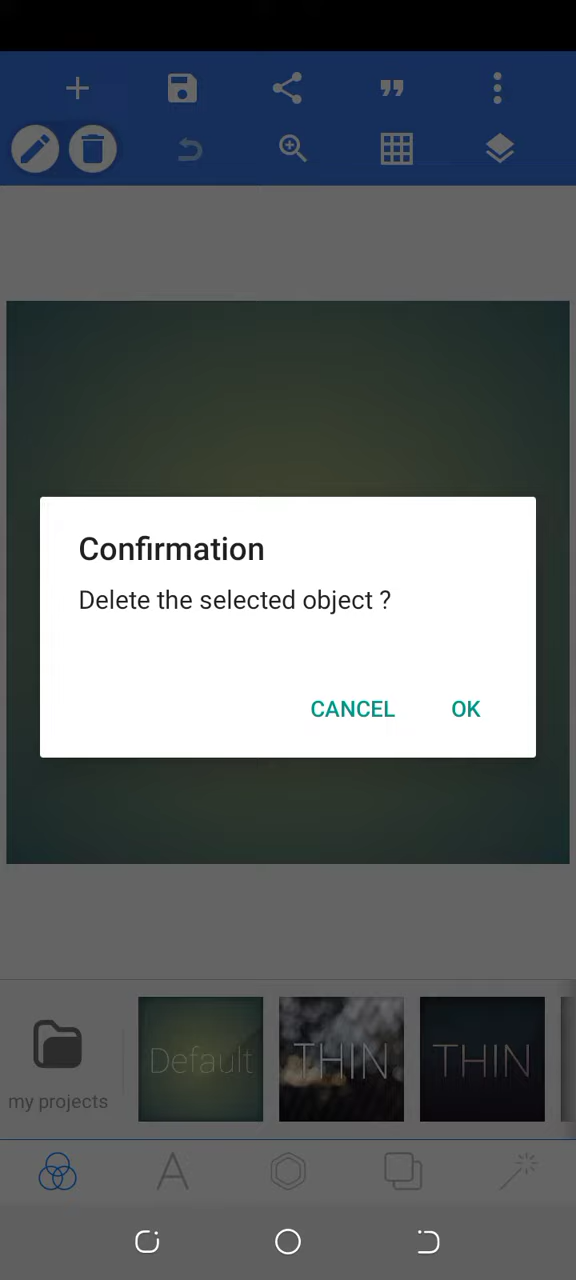 Confirmation
Delete the selected object ?
CANCEL OK
Default THIN THIN
my projects